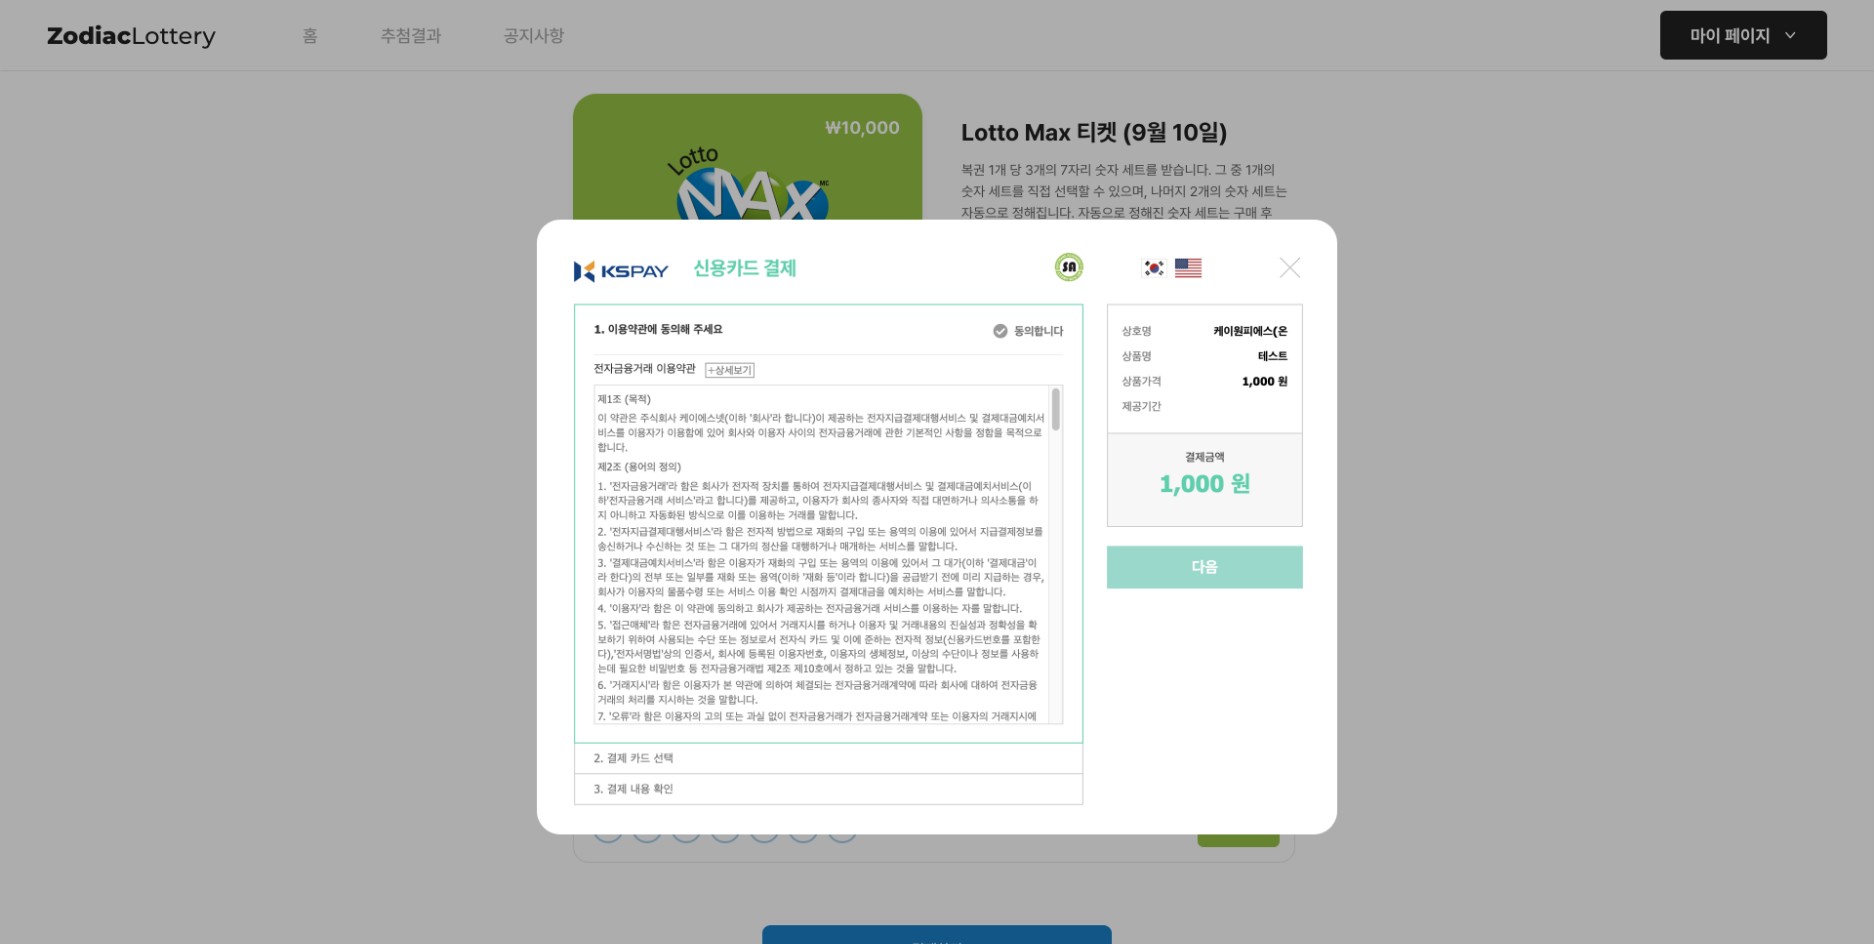 ZodiacLottery
홈
추첨결과
공지사항
마이 페이지
₩10,000
Lotto
MAX
MC
Lotto Max 티켓 (9월 10일)
복권 1개 당 3개의 7자리 숫자 세트를 받습니다. 그 중 1개의
숫자 세트를 직접 선택할 수 있으며, 나머지 2개의 숫자 세트는
자동으로 정해집니다. 자동으로 정해진 숫자 세트는 구매 후
KSPAY 신용카드 결제
SA
1. 이용약관에 동의해 주세요
동의합니다
전자금융거래 이용약관
+상세보기
제1조 (목적)
이 약관은 주식회사 케이에스넷(이하 '회사'라 합니다)이 제공하는 전자지급결제대행서비스 및 결제대금예치서
비스를 이용자가 이용함에 있어 회사와 이용자 사이의 전자금융거래에 관한 기본적인 사항을 정함을 목적으로
합니다.
제2조 (용어의 정의)
1. '전자금융거래'라 함은 회사가 전자적 장치를 통하여 전자지급결제대행서비스 및 결제대금예치서비스(이
하'전자금융거래 서비스'라고 합니다)를 제공하고, 이용자가 회사의 종사자와 직접 대면하거나 의사소통을 하
지 아니하고 자동화된 방식으로 이를 이용하는 거래를 말합니다.
2. '전자지급결제대행서비스'라 함은 전자적 방법으로 재화의 구입 또는 용역의 이용에 있어서 지급결제정보를
송신하거나 수신하는 것 또는 그 대가의 정산을 대행하거나 매개하는 서비스를 말합니다.
3. '결제대금예치서비스'라 함은 이용자가 재화의 구입 또는 용역의 이용에 있어서 그 대가(이하 '결제대금'이
라 한다)의 전부 또는 일부를 재화 또는 용역(이하 '재화 등'이라 합니다)을 공급받기 전에 미리 지급하는 경우,
회사가 이용자의 물품수령 또는 서비스 이용 확인 시점까지 결제대금을 예치하는 서비스를 말합니다.
4. '이용자'라 함은 이 약관에 동의하고 회사가 제공하는 전자금융거래 서비스를 이용하는 자를 말합니다.
5. '접근매체'라 함은 전자금융거래에 있어서 거래지시를 하거나 이용자 및 거래내용의 진실성과 정확성을 확
보하기 위하여 사용되는 수단 또는 정보로서 전자식 카드 및 이에 준하는 전자적 정보(신용카드번호를 포함한
다),'전자서명법'상의 인증서, 회사에 등록된 이용자번호, 이용자의 생체정보, 이상의 수단이나 정보를 사용하
는데 필요한 비밀번호 등 전자금융거래법 제2조 제10호에서 정하고 있는 것을 말합니다.
6. '거래지시'라 함은 이용자가 본 약관에 의하여 체결되는 전자금융거래계약에 따라 회사에 대하여 전자금융
거래의 처리를 지시하는 것을 말합니다.
7. '오류'라 함은 이용자의 고의 또는 과실 없이 전자금융거래가 전자금융거래계약 또는 이용자의 거래지시에
2. 결제 카드 선택
3. 결제 내용 확인
상호명 케이원피에스(온
상품명 테스트
상품가격 1,000 원
제공기간
결제금액
1,000 원
다음